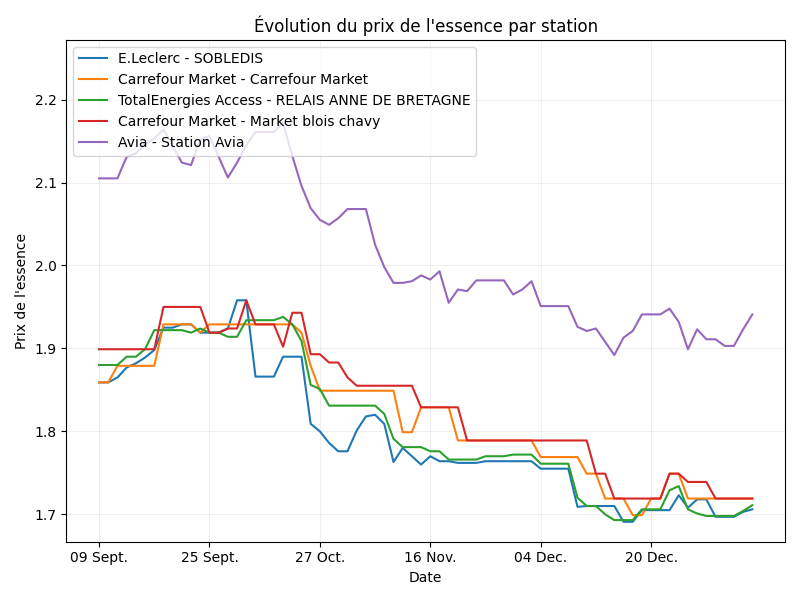 Évolution du prix de l'essence par station
E.Leclerc - SOBLEDIS
Carrefour Market - Carrefour Market
TotalEnergies Access - RELAIS ANNE DE BRETAGNE
Carrefour Market - Market blois chavy
Avia - Station Avia
Prix de l'essence
2.2
2.1
2.0
1.9
1.8
1.7
09 Sept.
25 Sept.
27 Oct.
16 Nov.
04 Dec.
20 Dec.
Date